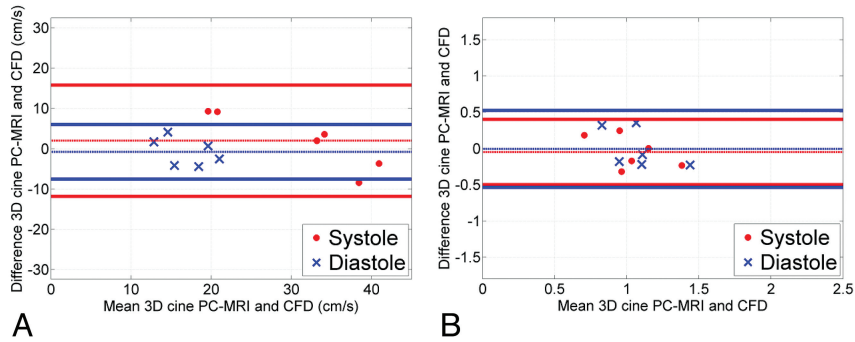 Difference 3D cine PC-MRI and CFD (cm/s)
30
20
10
0
-10
-20
-30
0
10
20
30
40
Mean 3D cine PC-MRI and CFD (cm/s)
Systole
Diastole
A
Difference 3D cine PC-MRI and CFD
1.5
1
0.5
0
-0.5
-1
-1.5
0
0.5
1
1.5
2
2.5
Mean 3D cine PC-MRI and CFD
Systole
Diastole
B